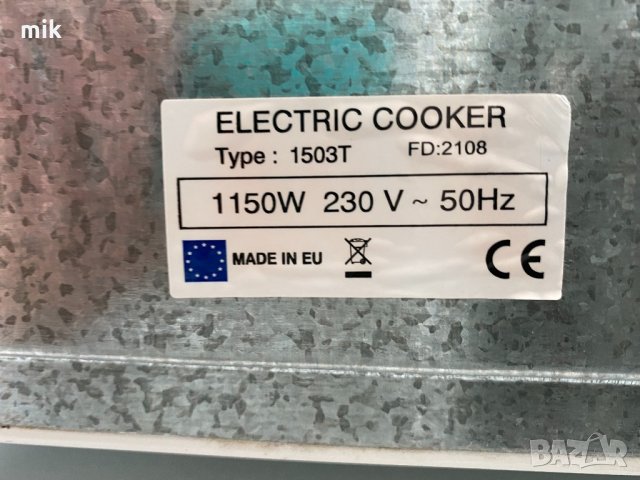 mik
ELECTRIC COOKER
Type : 1503T FD:2108
1150W 230 V ~ 50Hz
MADE IN EU CE
BAZAR